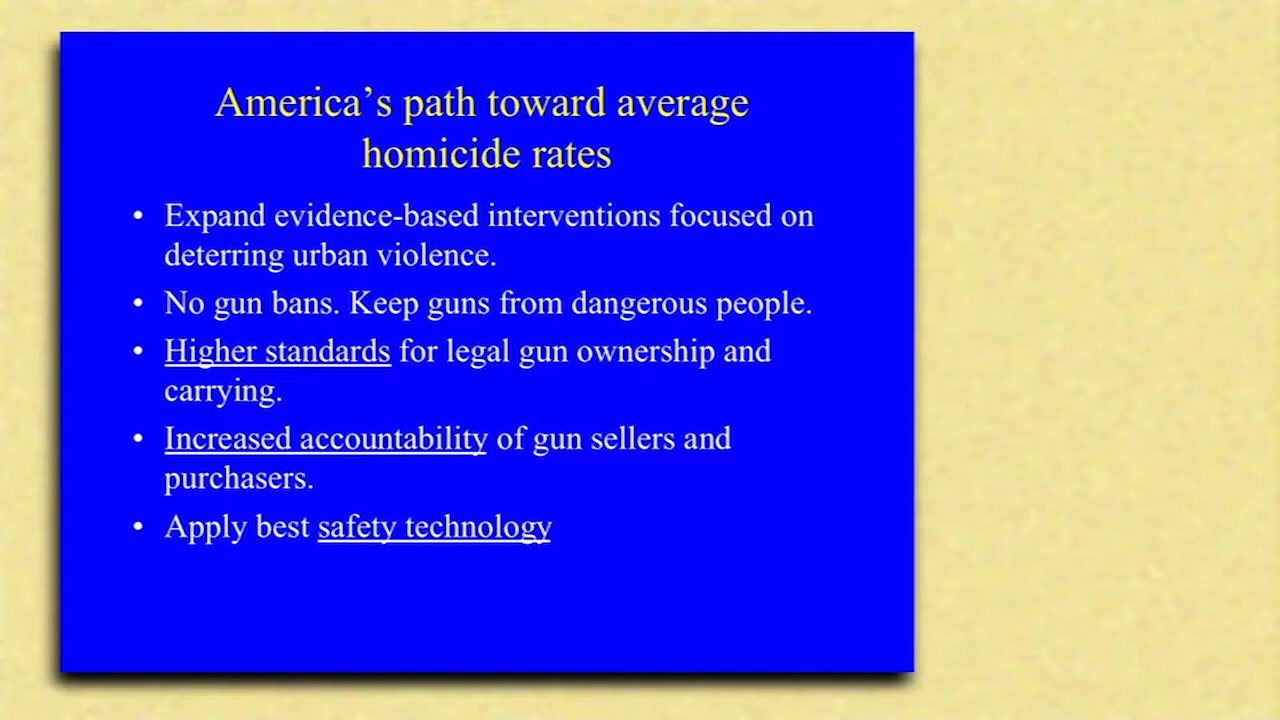 America’s path toward average
homicide rates
• Expand evidence-based interventions focused on
deterring urban violence.
• No gun bans. Keep guns from dangerous people.
• Higher standards for legal gun ownership and
carrying.
• Increased accountability of gun sellers and
purchasers.
• Apply best safety technology